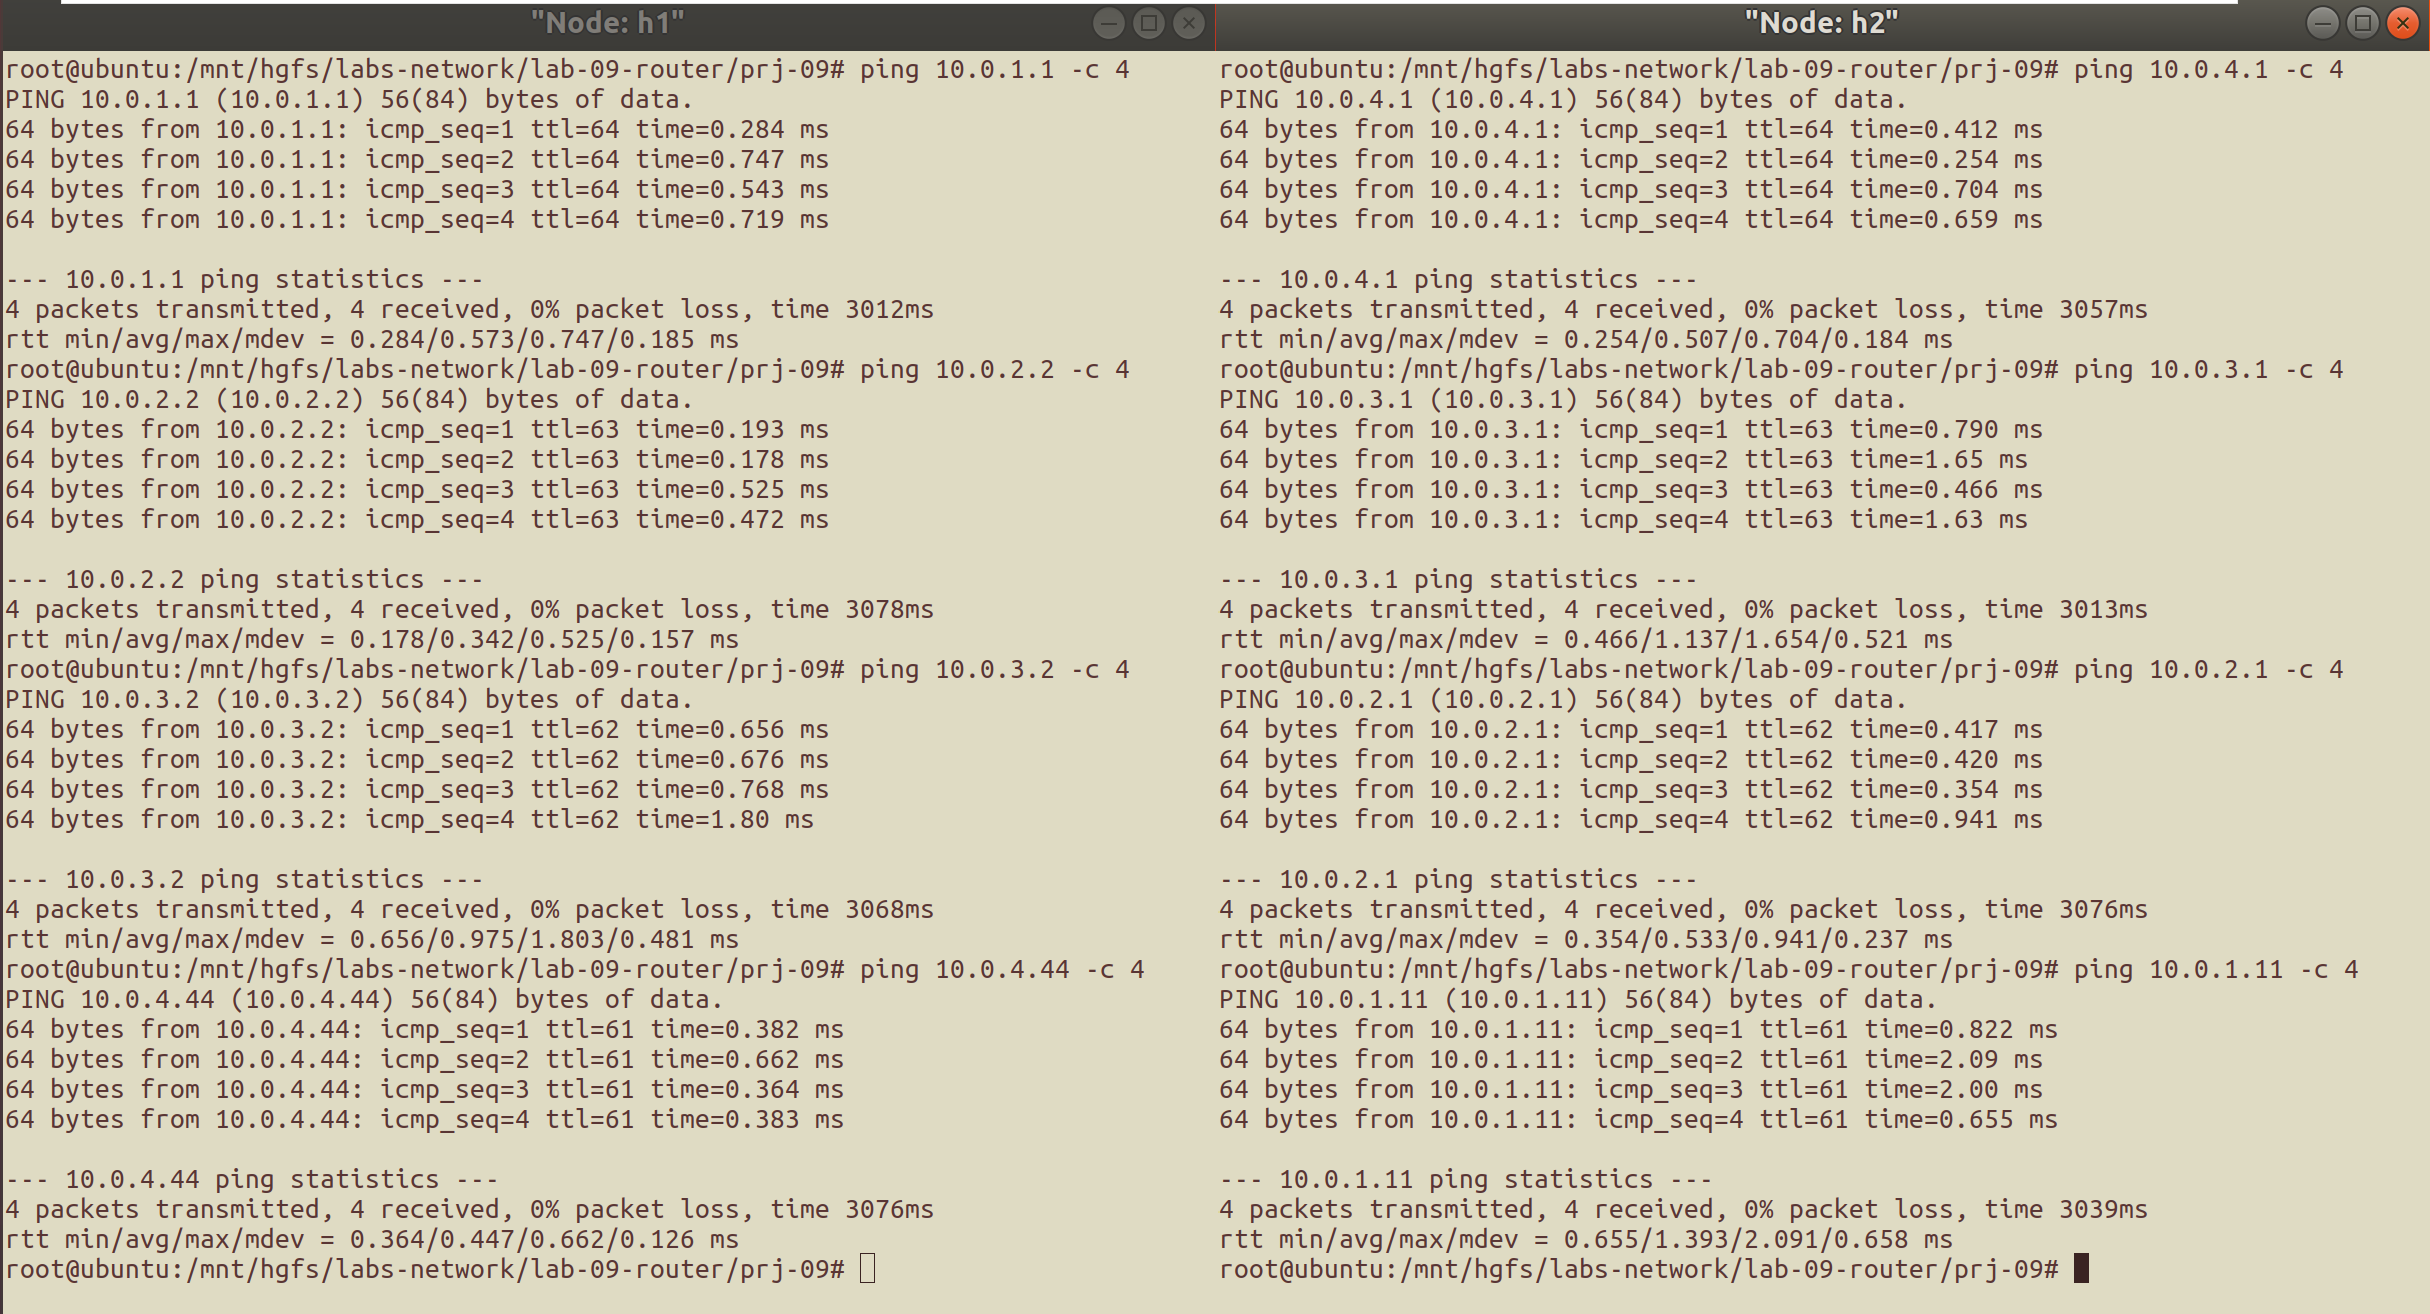 "Node: h1"
root@ubuntu:/mnt/hgfs/labs-network/lab-09-router/prj-09# ping 10.0.1.1 -c 4
PING 10.0.1.1 (10.0.1.1) 56(84) bytes of data.
64 bytes from 10.0.1.1: icmp_seq=1 ttl=64 time=0.284 ms
64 bytes from 10.0.1.1: icmp_seq=2 ttl=64 time=0.747 ms
64 bytes from 10.0.1.1: icmp_seq=3 ttl=64 time=0.543 ms
64 bytes from 10.0.1.1: icmp_seq=4 ttl=64 time=0.719 ms
--- 10.0.1.1 ping statistics ---
4 packets transmitted, 4 received, 0% packet loss, time 3012ms
rtt min/avg/max/mdev = 0.284/0.573/0.747/0.185 ms
root@ubuntu:/mnt/hgfs/labs-network/lab-09-router/prj-09# ping 10.0.2.2 -c 4
PING 10.0.2.2 (10.0.2.2) 56(84) bytes of data.
64 bytes from 10.0.2.2: icmp_seq=1 ttl=63 time=0.193 ms
64 bytes from 10.0.2.2: icmp_seq=2 ttl=63 time=0.178 ms
64 bytes from 10.0.2.2: icmp_seq=3 ttl=63 time=0.525 ms
64 bytes from 10.0.2.2: icmp_seq=4 ttl=63 time=0.472 ms
--- 10.0.2.2 ping statistics ---
4 packets transmitted, 4 received, 0% packet loss, time 3078ms
rtt min/avg/max/mdev = 0.178/0.342/0.525/0.157 ms
root@ubuntu:/mnt/hgfs/labs-network/lab-09-router/prj-09# ping 10.0.3.2 -c 4
PING 10.0.3.2 (10.0.3.2) 56(84) bytes of data.
64 bytes from 10.0.3.2: icmp_seq=1 ttl=62 time=0.656 ms
64 bytes from 10.0.3.2: icmp_seq=2 ttl=62 time=0.676 ms
64 bytes from 10.0.3.2: icmp_seq=3 ttl=62 time=0.768 ms
64 bytes from 10.0.3.2: icmp_seq=4 ttl=62 time=1.80 ms
--- 10.0.3.2 ping statistics ---
4 packets transmitted, 4 received, 0% packet loss, time 3068ms
rtt min/avg/max/mdev = 0.656/0.975/1.803/0.481 ms
root@ubuntu:/mnt/hgfs/labs-network/lab-09-router/prj-09# ping 10.0.4.44 -c 4
PING 10.0.4.44 (10.0.4.44) 56(84) bytes of data.
64 bytes from 10.0.4.44: icmp_seq=1 ttl=61 time=0.382 ms
64 bytes from 10.0.4.44: icmp_seq=2 ttl=61 time=0.662 ms
64 bytes from 10.0.4.44: icmp_seq=3 ttl=61 time=0.364 ms
64 bytes from 10.0.4.44: icmp_seq=4 ttl=61 time=0.383 ms
--- 10.0.4.44 ping statistics ---
4 packets transmitted, 4 received, 0% packet loss, time 3076ms
rtt min/avg/max/mdev = 0.364/0.447/0.662/0.126 ms
root@ubuntu:/mnt/hgfs/labs-network/lab-09-router/prj-09#
"Node: h2"
root@ubuntu:/mnt/hgfs/labs-network/lab-09-router/prj-09# ping 10.0.4.1 -c 4
PING 10.0.4.1 (10.0.4.1) 56(84) bytes of data.
64 bytes from 10.0.4.1: icmp_seq=1 ttl=64 time=0.412 ms
64 bytes from 10.0.4.1: icmp_seq=2 ttl=64 time=0.254 ms
64 bytes from 10.0.4.1: icmp_seq=3 ttl=64 time=0.704 ms
64 bytes from 10.0.4.1: icmp_seq=4 ttl=64 time=0.659 ms
--- 10.0.4.1 ping statistics ---
4 packets transmitted, 4 received, 0% packet loss, time 3057ms
rtt min/avg/max/mdev = 0.254/0.507/0.704/0.184 ms
root@ubuntu:/mnt/hgfs/labs-network/lab-09-router/prj-09# ping 10.0.3.1 -c 4
PING 10.0.3.1 (10.0.3.1) 56(84) bytes of data.
64 bytes from 10.0.3.1: icmp_seq=1 ttl=63 time=0.790 ms
64 bytes from 10.0.3.1: icmp_seq=2 ttl=63 time=1.65 ms
64 bytes from 10.0.3.1: icmp_seq=3 ttl=63 time=0.466 ms
64 bytes from 10.0.3.1: icmp_seq=4 ttl=63 time=1.63 ms
--- 10.0.3.1 ping statistics ---
4 packets transmitted, 4 received, 0% packet loss, time 3013ms
rtt min/avg/max/mdev = 0.466/1.137/1.654/0.521 ms
root@ubuntu:/mnt/hgfs/labs-network/lab-09-router/prj-09# ping 10.0.2.1 -c 4
PING 10.0.2.1 (10.0.2.1) 56(84) bytes of data.
64 bytes from 10.0.2.1: icmp_seq=1 ttl=62 time=0.417 ms
64 bytes from 10.0.2.1: icmp_seq=2 ttl=62 time=0.420 ms
64 bytes from 10.0.2.1: icmp_seq=3 ttl=62 time=0.354 ms
64 bytes from 10.0.2.1: icmp_seq=4 ttl=62 time=0.941 ms
--- 10.0.2.1 ping statistics ---
4 packets transmitted, 4 received, 0% packet loss, time 3076ms
rtt min/avg/max/mdev = 0.354/0.533/0.941/0.237 ms
root@ubuntu:/mnt/hgfs/labs-network/lab-09-router/prj-09# ping 10.0.1.11 -c 4
PING 10.0.1.11 (10.0.1.11) 56(84) bytes of data.
64 bytes from 10.0.1.11: icmp_seq=1 ttl=61 time=0.822 ms
64 bytes from 10.0.1.11: icmp_seq=2 ttl=61 time=2.09 ms
64 bytes from 10.0.1.11: icmp_seq=3 ttl=61 time=2.00 ms
64 bytes from 10.0.1.11: icmp_seq=4 ttl=61 time=0.655 ms
--- 10.0.1.11 ping statistics ---
4 packets transmitted, 4 received, 0% packet loss, time 3039ms
rtt min/avg/max/mdev = 0.655/1.393/2.091/0.658 ms
root@ubuntu:/mnt/hgfs/labs-network/lab-09-router/prj-09#